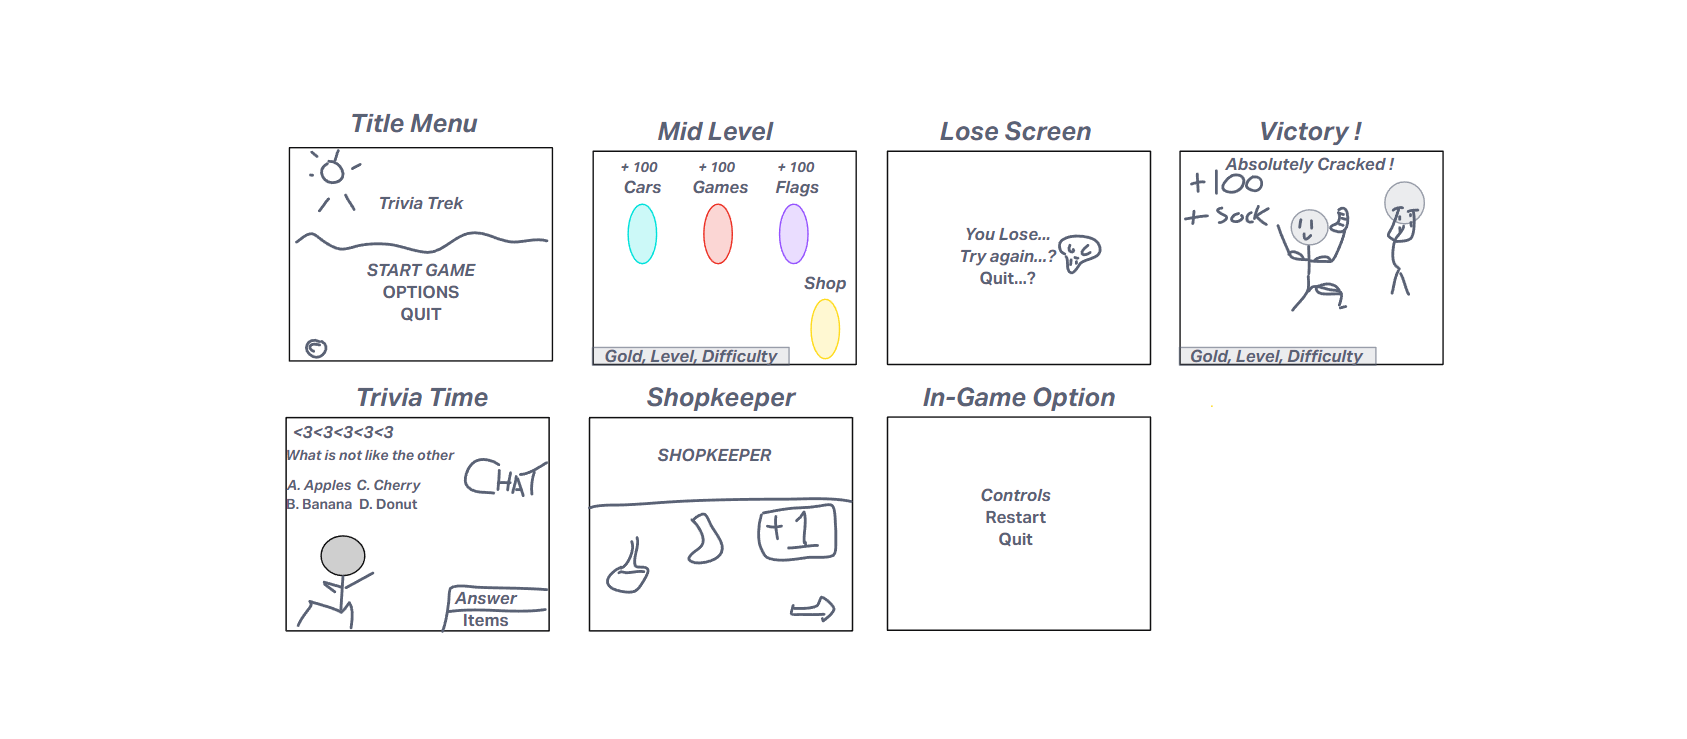 Title Menu
Trivia Trek
START GAME
OPTIONS
QUIT
Mid Level
+ 100 + 100 + 100
Cars Games Flags
Shop
Gold, Level, Difficulty
Lose Screen
You Lose...
Try again...?
Quit...?
Victory !
Absolutely Cracked !
+100
+ Sock
Gold, Level, Difficulty
Trivia Time
<3<3<3<3<3
What is not like the other
A. Apples C. Cherry
B. Banana D. Donut
CHAT
Answer
Items
Shopkeeper
SHOPKEEPER
+1
In-Game Option
Controls
Restart
Quit